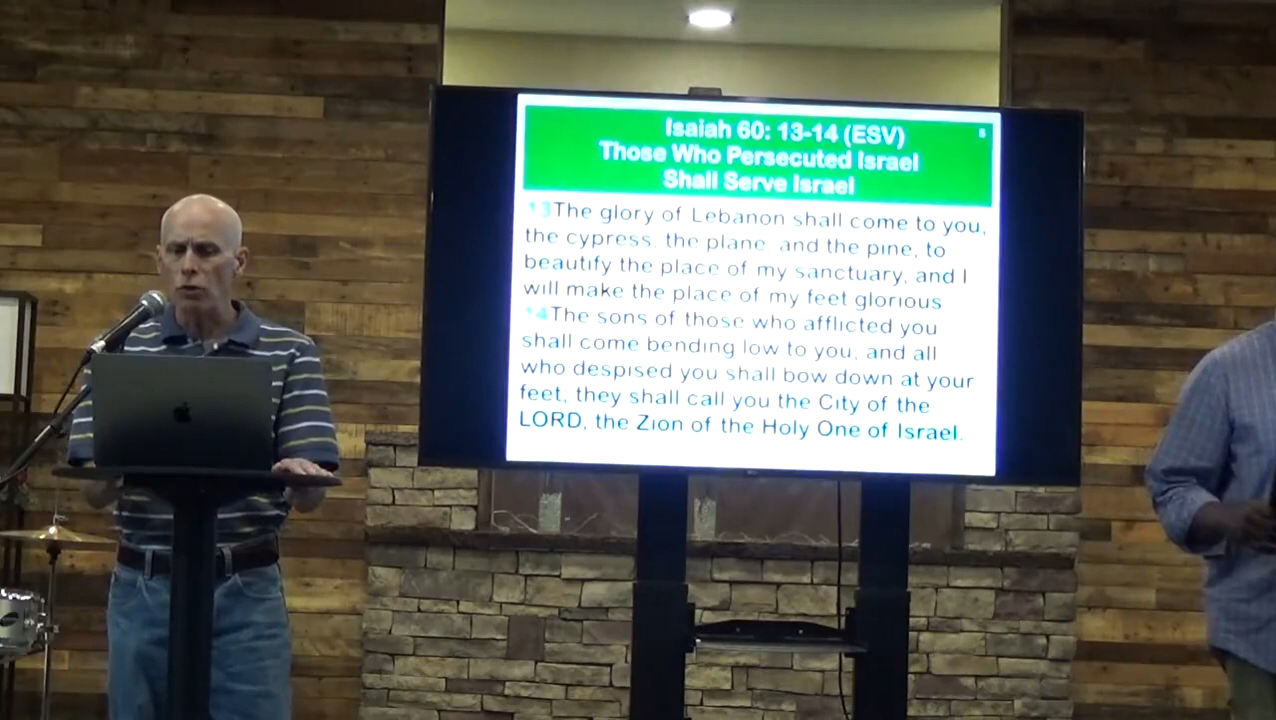 Isaiah 60: 13-14 (ESV)
Those Who Persecuted Israel
Shall Serve Israel
13The glory of Lebanon shall come to you,
the cypress, the plane, and the pine, to
beautify the place of my sanctuary, and I
will make the place of my feet glorious
14The sons of those who afflicted you
shall come bending low to you, and all
who despised you shall bow down at your
feet; they shall call you the City of the
LORD, the Zion of the Holy One of Israel.